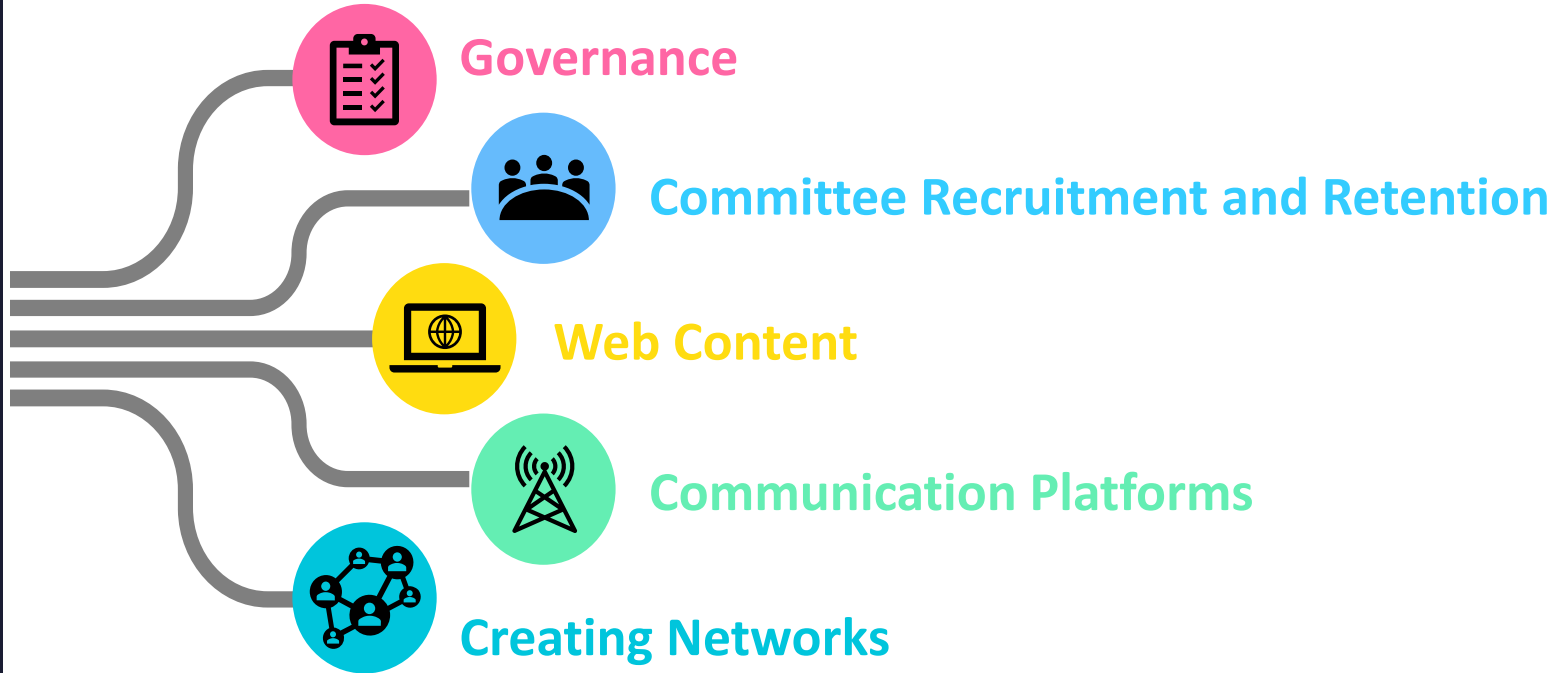 Governance
Committee Recruitment and Retention
Web Content
Communication Platforms
Creating Networks